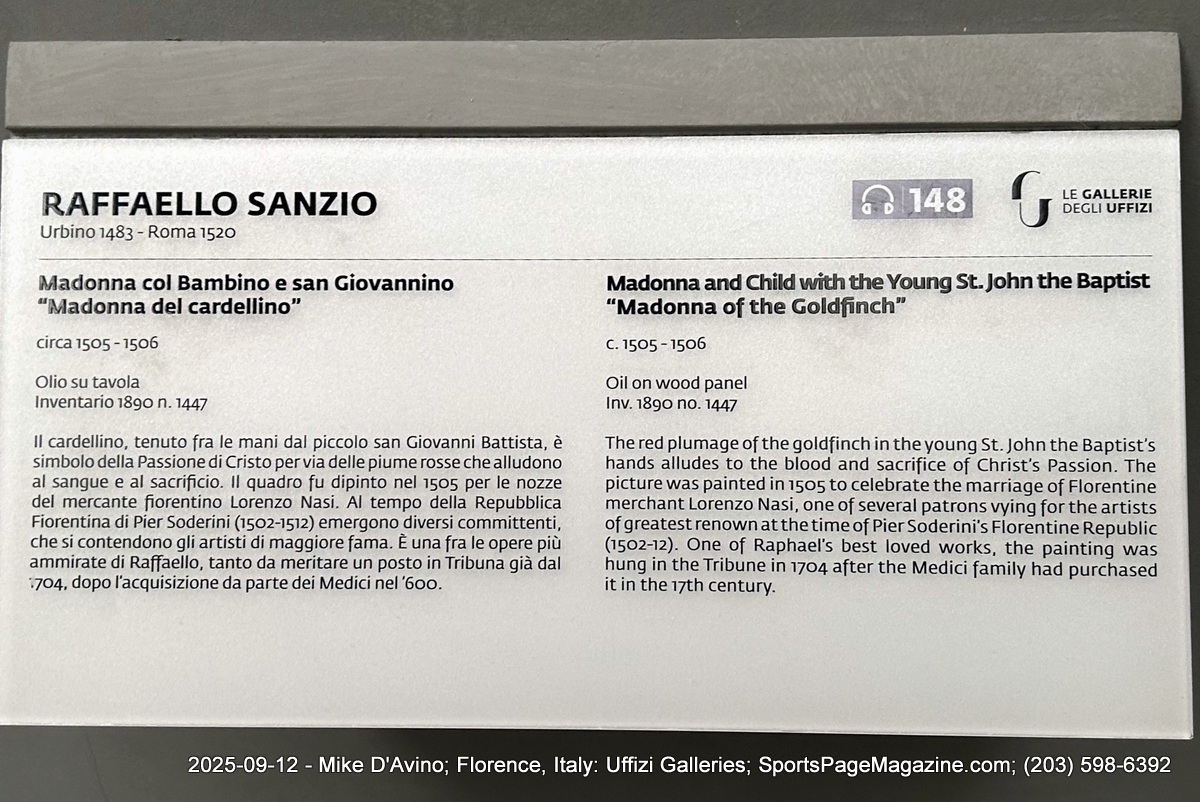 RAFFAELLO SANZIO
Urbino 1483 - Roma 1520
148
LE GALLERIE
DEGLI UFFIZI
Madonna col Bambino e san Giovannino
“Madonna del cardellino”
circa 1505 - 1506
Olio su tavola
Inventario 1890 n. 1447
Il cardellino, tenuto fra le mani dal piccolo san Giovanni Battista, è
simbolo della Passione di Cristo per via delle piume rosse che alludono
al sangue e al sacrificio. Il quadro fu dipinto nel 1505 per le nozze
del mercante fiorentino Lorenzo Nasi. Al tempo della Repubblica
Fiorentina di Pier Soderini (1502-1512) emergono diversi committenti,
che si contendono gli artisti di maggiore fama. È una fra le opere più
ammirate di Raffaello, tanto da meritare un posto in Tribuna già dal
1704, dopo l’acquisizione da parte dei Medici nel ’600.
Madonna and Child with the Young St. John the Baptist
“Madonna of the Goldfinch”
c. 1505 - 1506
Oil on wood panel
Inv. 1890 no. 1447
The red plumage of the goldfinch in the young St. John the Baptist’s
hands alludes to the blood and sacrifice of Christ’s Passion. The
picture was painted in 1505 to celebrate the marriage of Florentine
merchant Lorenzo Nasi, one of several patrons vying for the artists
of greatest renown at the time of Pier Soderini’s Florentine Republic
(1502-12). One of Raphael’s best loved works, the painting was
hung in the Tribune in 1704 after the Medici family had purchased
it in the 17th century.
2025-09-12 - Mike D'Avino; Florence, Italy: Uffizi Galleries; SportsPageMagazine.com; (203) 598-6392